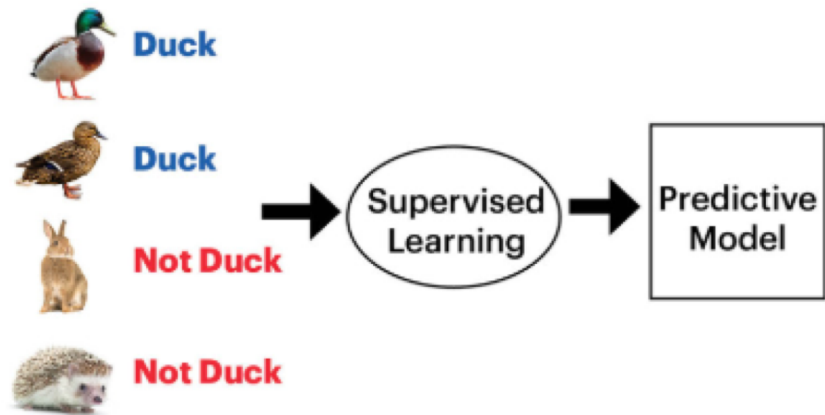 Duck
Duck
Not Duck
Not Duck
Supervised
Learning
Predictive
Model